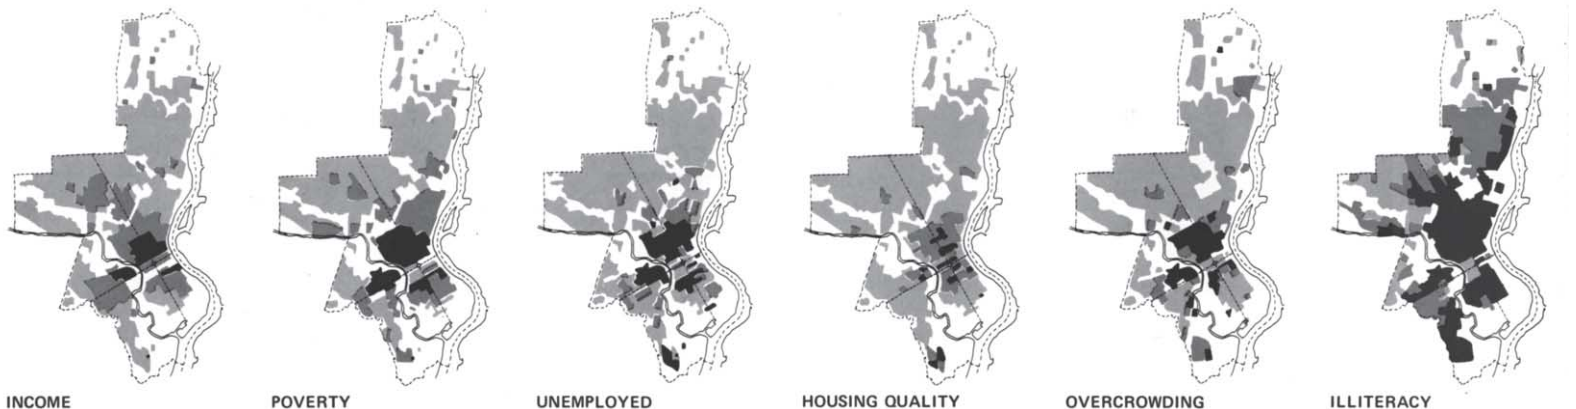 INCOME
POVERTY
UNEMPLOYED
HOUSING QUALITY
OVERCROWDING
ILLITERACY